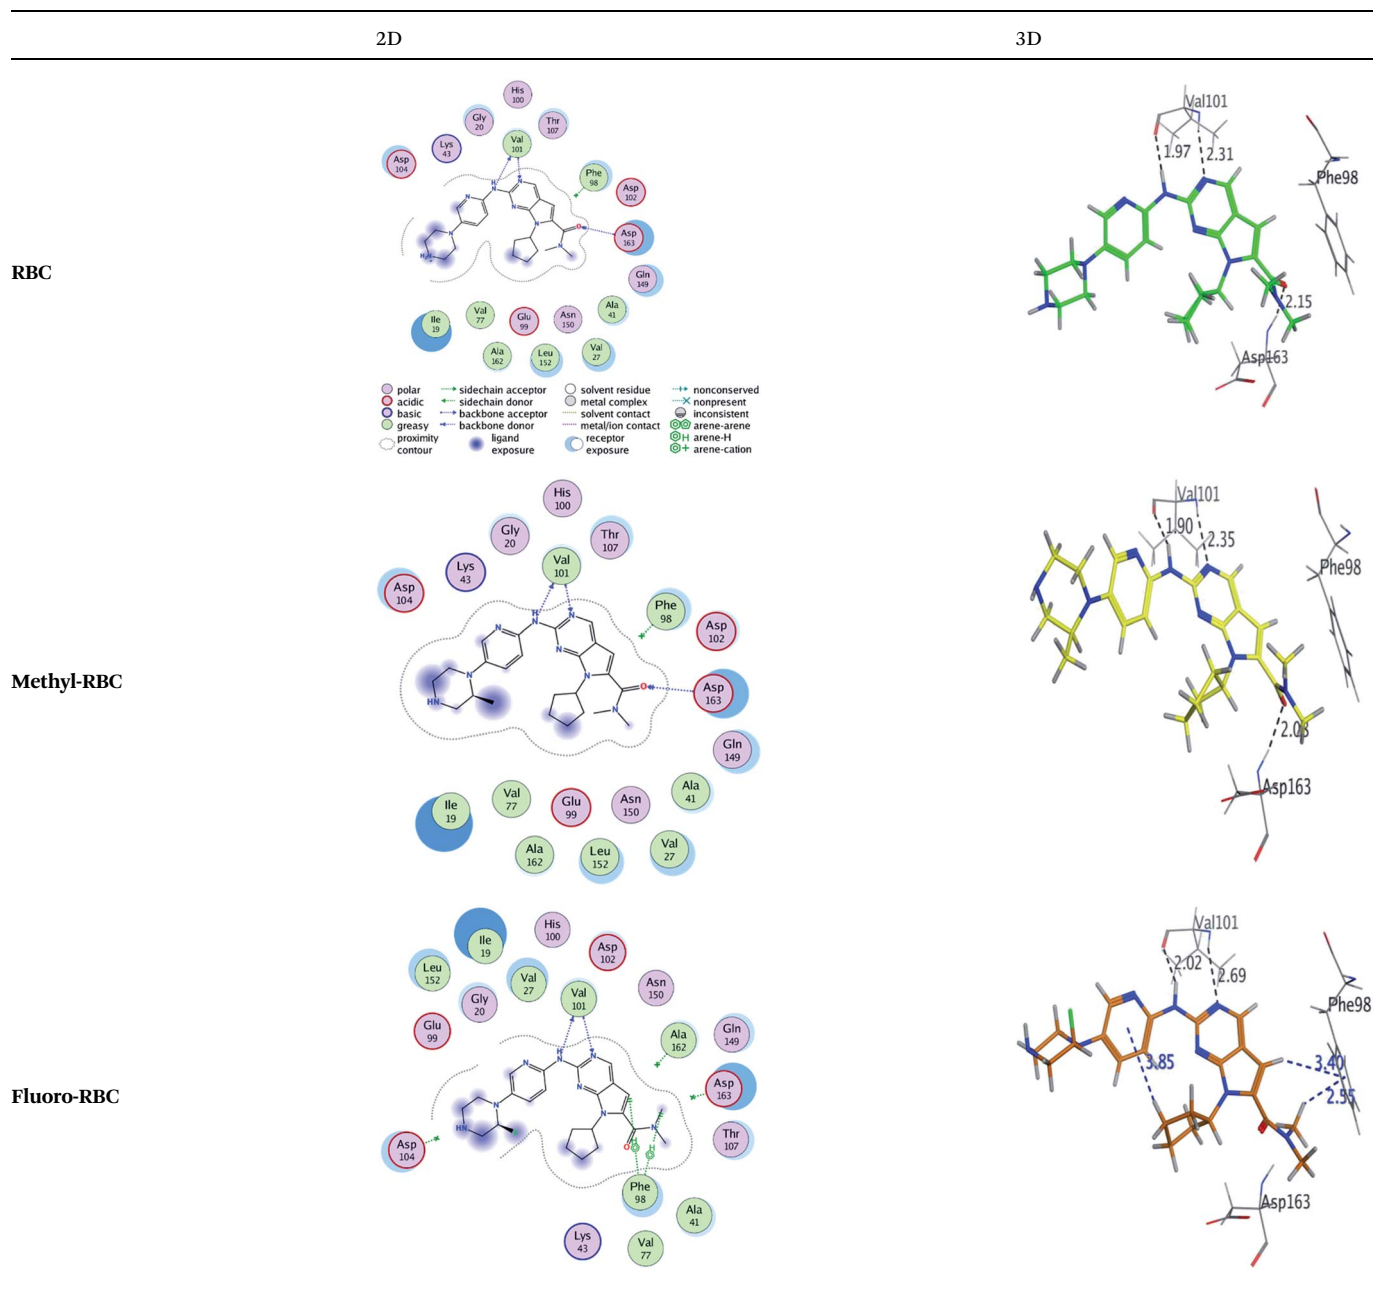 2D 3D
RBC
His 100
Gly 20
Thr 107
Lys 43
Val 101
Asp 104
Phe 98
Asp 102
Asp 163
Gln 149
Ala 41
Ile 19
Val 77
Glu 99
Asn 150
Ala 162
Leu 152
Val 27
H
N
N
N
N
N
N
O
N
polar
acidic
basic
greasy
proximity contour
sidechain acceptor
sidechain donor
backbone acceptor
backbone donor
ligand exposure
solvent residue
metal complex
solvent contact
metal/ion contact
receptor exposure
nonconserved
nonpresent
inconsistent
arene-arene
H arene-H
+ arene-cation
Val101
1.97
2.31
Phe98
2.15
Asp163
Methyl-RBC
His 100
Gly 20
Thr 107
Lys 43
Val 101
Asp 104
Phe 98
Asp 102
Asp 163
Gln 149
Ala 41
Ile 19
Val 77
Glu 99
Asn 150
Ala 162
Leu 152
Val 27
H
N
N
N
N
N
N
HN
O
N
Val101
1.90
2.35
Phe98
2.03
Asp163
Fluoro-RBC
Ile 19
His 100
Asp 102
Leu 152
Val 27
Gly 20
Val 101
Asn 150
Glu 99
Ala 162
Gln 149
Asp 163
Thr 107
Asp 104
Phe 98
Ala 41
Lys 43
Val 77
H
N
N
N
N
N
N
HN
O
N
H
H
Val101
2.02
2.69
Phe98
3.85
3.40
2.55
Asp163